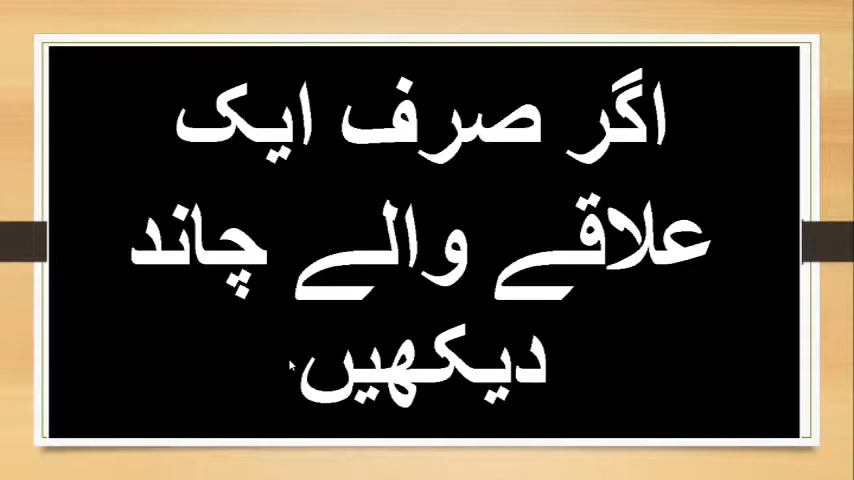 اگر صرف ایک
علاقے والے چاند
دیکھیں